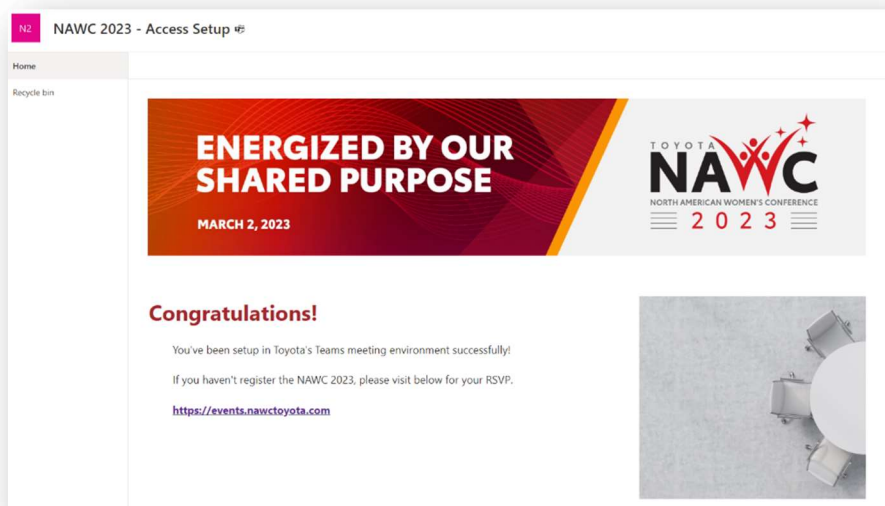 N2
NAWC 2023 - Access Setup
Home
Recycle bin
ENERGIZED BY OUR
SHARED PURPOSE
MARCH 2, 2023
TOYOTA
NAWC
NORTH AMERICAN WOMEN'S CONFERENCE
2023
Congratulations!
You've been setup in Toyota's Teams meeting environment successfully!
If you haven't register the NAWC 2023, please visit below for your RSVP.
https://events.nawctoyota.com